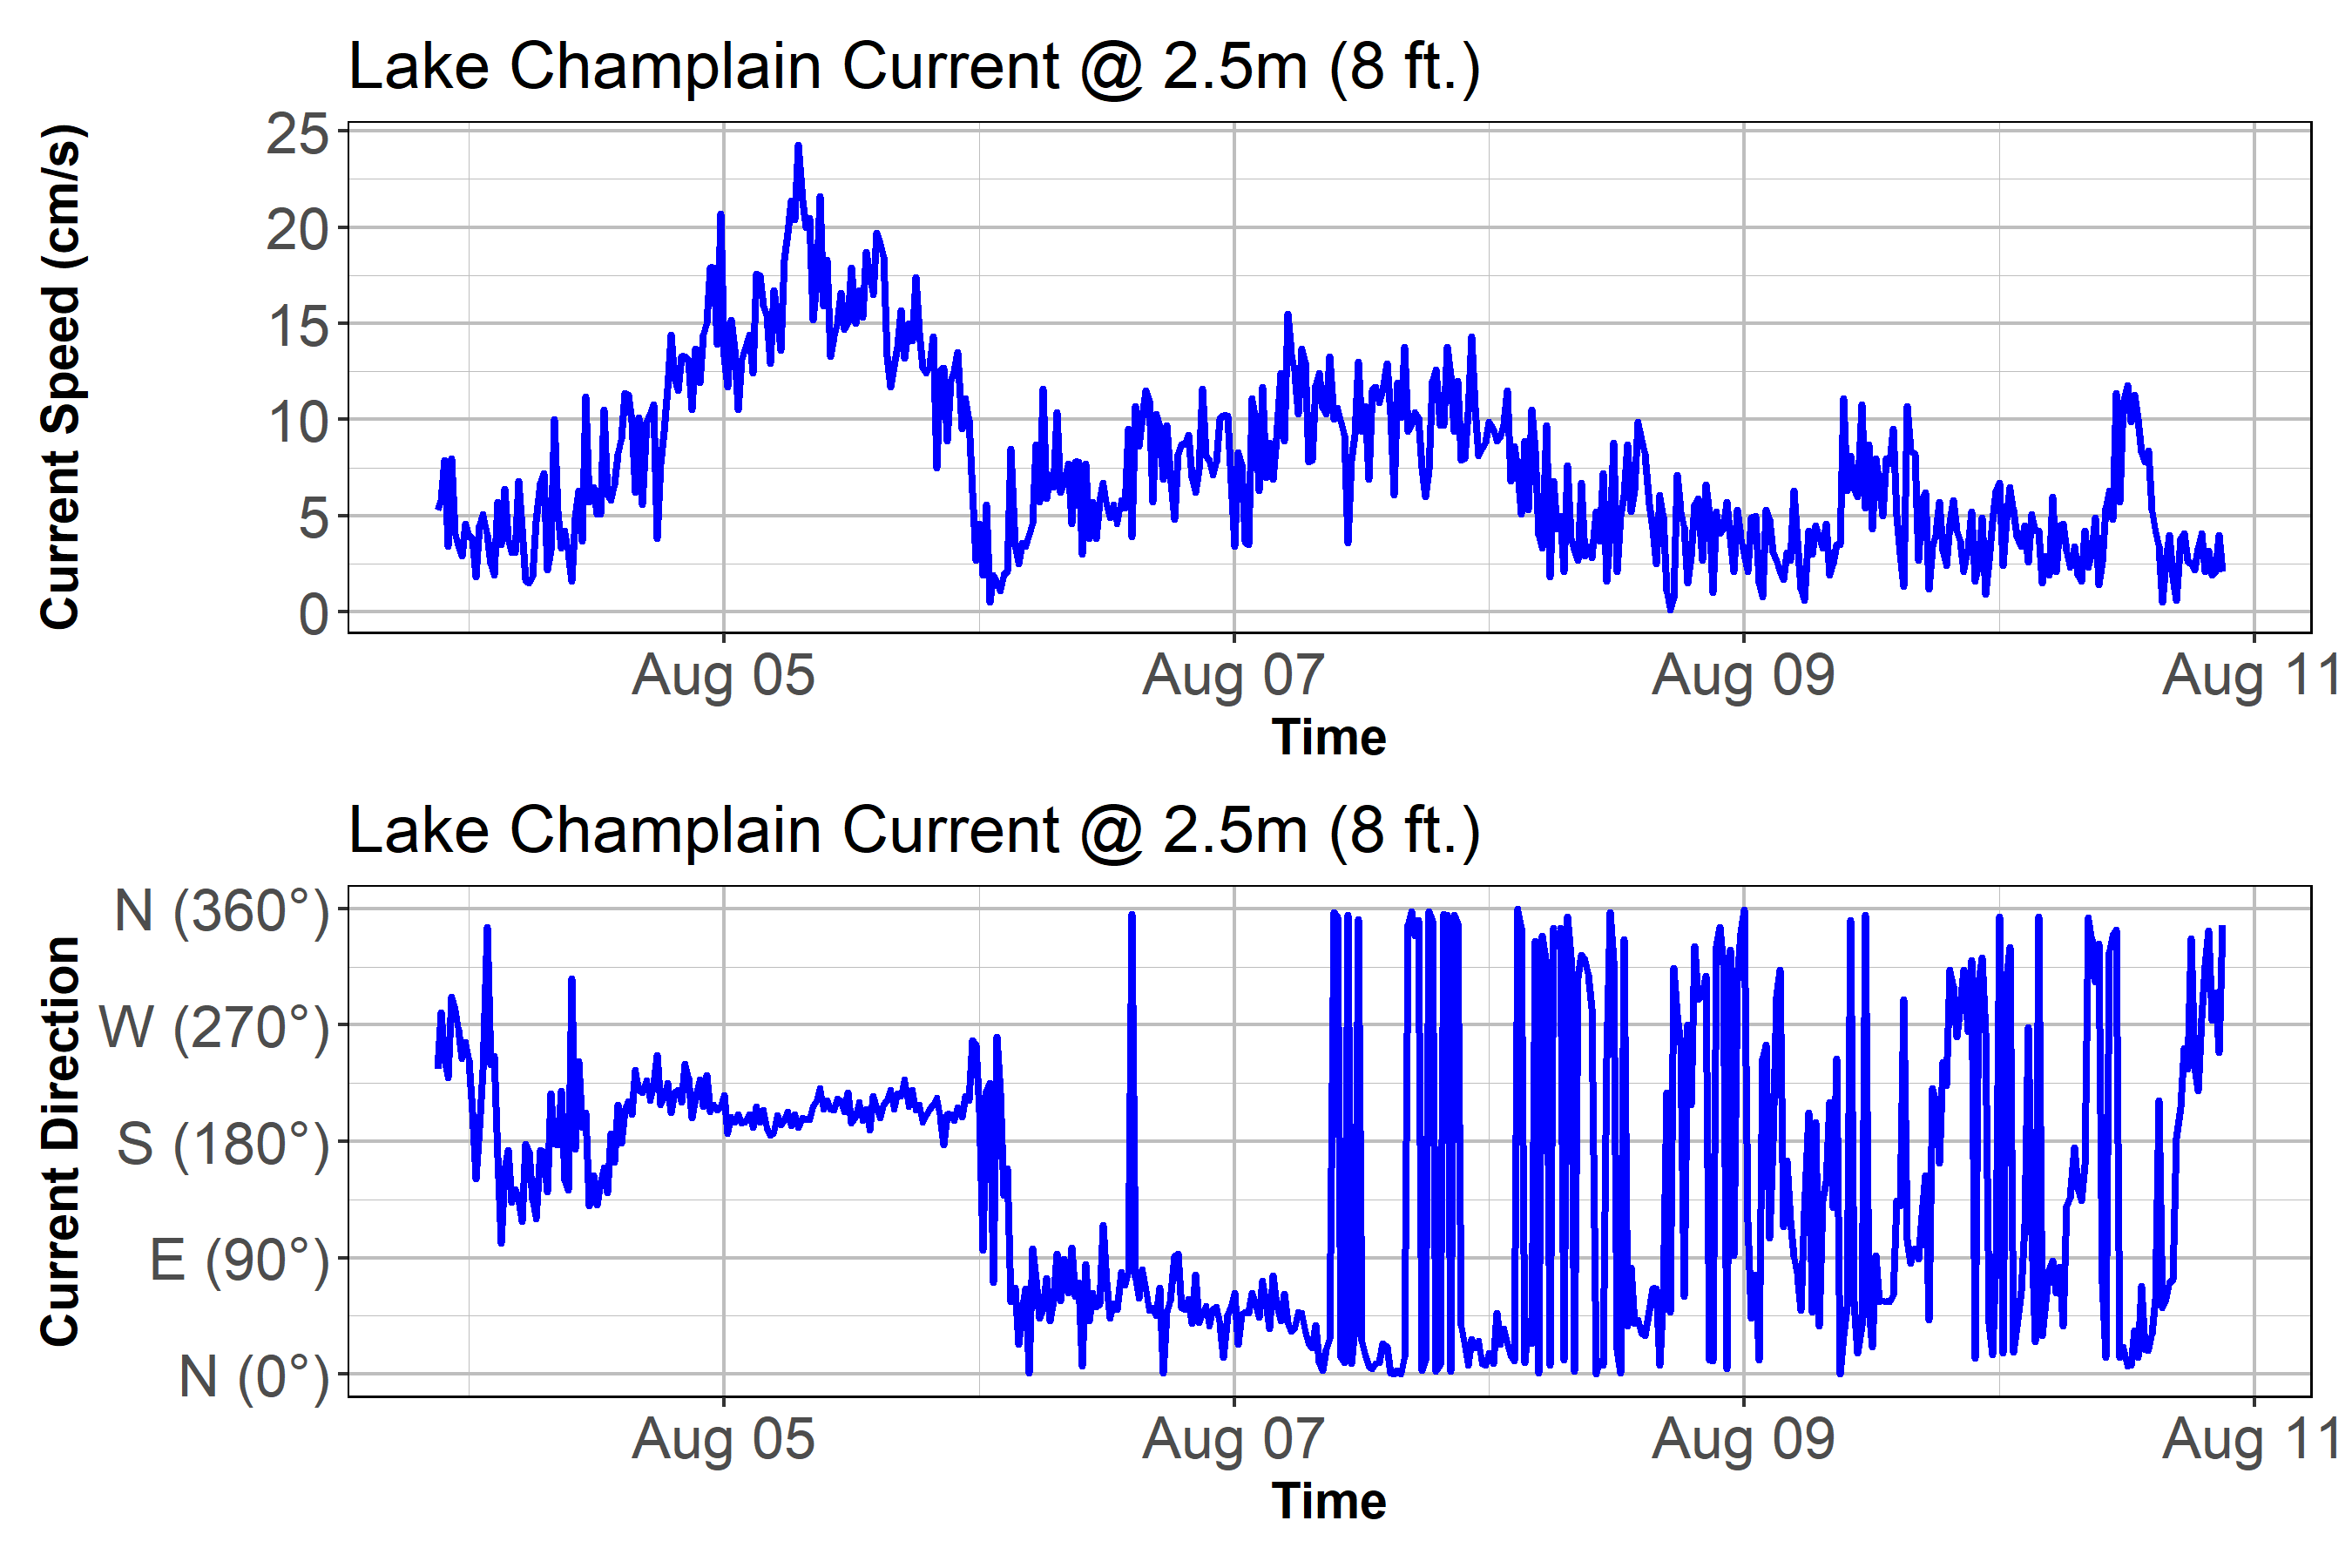 Lake Champlain Current @ 2.5m (8 ft.)
Current Speed (cm/s)
25
20
15
10
5
0
Aug 05 Aug 07 Aug 09 Aug 11
Time
Lake Champlain Current @ 2.5m (8 ft.)
Current Direction
N (360°)
W (270°)
S (180°)
E (90°)
N (0°)
Aug 05 Aug 07 Aug 09 Aug 11
Time